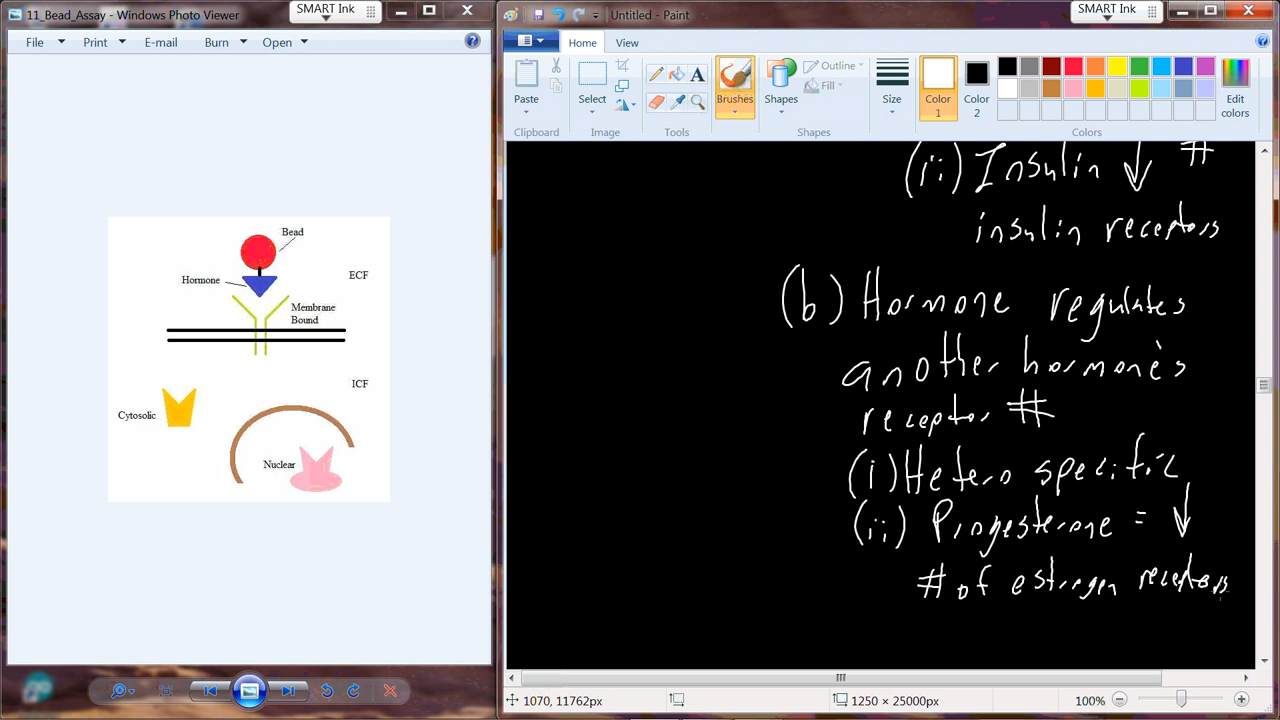 11_Bead_Assay - Windows Photo Viewer
SMART Ink
File Print E-mail Burn Open
Bead
Hormone
ECF
Membrane
Bound
ICF
Cytosolic
Nuclear
Untitled - Paint
SMART Ink
Home View
Paste
Clipboard
Select
Image
Tools
Brushes
Shapes
Outline
Fill
Shapes
Size
Color
1
Color
2
Edit
colors
Colors
(ii) Insulin ↓ #
insulin receptors
(b) Hormone regulates
another hormone's
receptor #
(i) Hetero specific
(ii) Progesterone = ↓
# of estrogen receptors
1070, 11762px
1250 × 25000px
100%